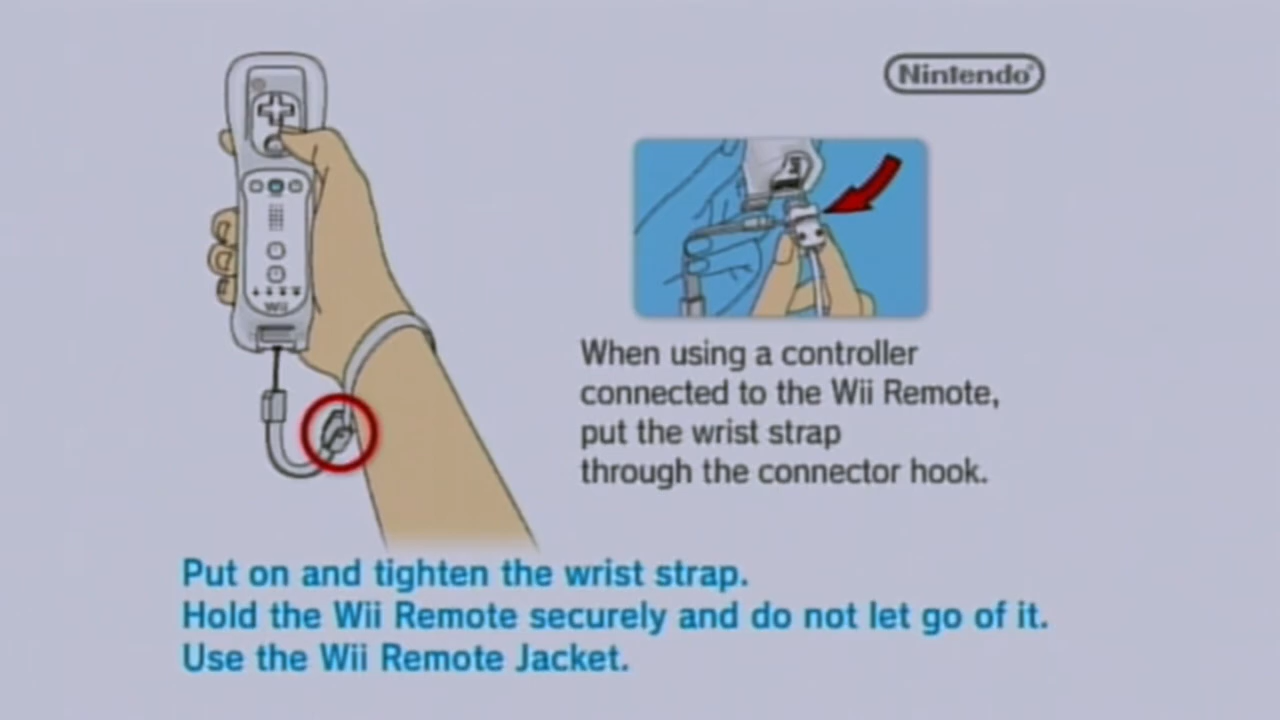 Nintendo
Wii
When using a controller
connected to the Wii Remote,
put the wrist strap
through the connector hook.
Put on and tighten the wrist strap.
Hold the Wii Remote securely and do not let go of it.
Use the Wii Remote Jacket.